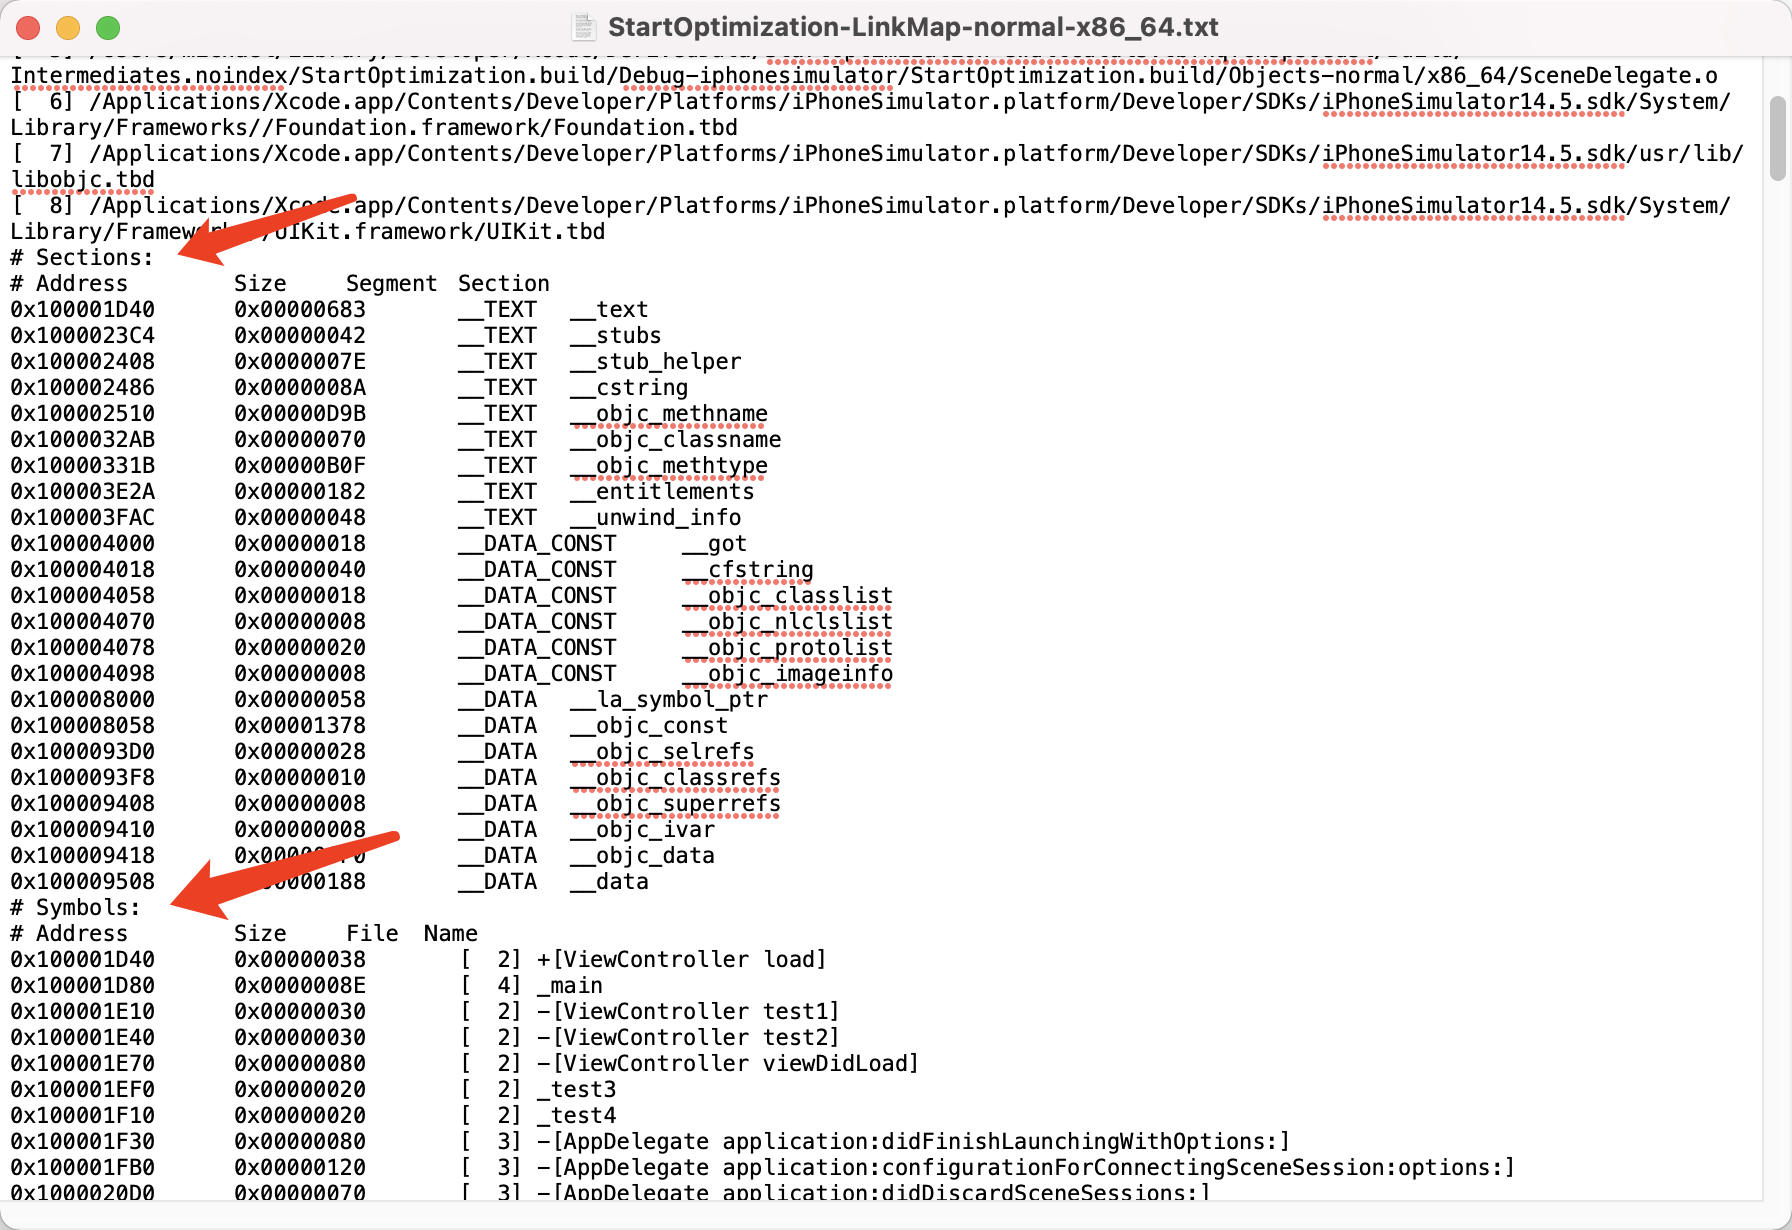 StartOptimization-LinkMap-normal-x86_64.txt
Intermediates.noindex/StartOptimization.build/Debug-iphonesimulator/StartOptimization.build/Objects-normal/x86_64/SceneDelegate.o
[  6] /Applications/Xcode.app/Contents/Developer/Platforms/iPhoneSimulator.platform/Developer/SDKs/iPhoneSimulator14.5.sdk/System/
Library/Frameworks//Foundation.framework/Foundation.tbd
[  7] /Applications/Xcode.app/Contents/Developer/Platforms/iPhoneSimulator.platform/Developer/SDKs/iPhoneSimulator14.5.sdk/usr/lib/
libobjc.tbd
[  8] /Applications/Xcode.app/Contents/Developer/Platforms/iPhoneSimulator.platform/Developer/SDKs/iPhoneSimulator14.5.sdk/System/
Library/Frameworks//UIKit.framework/UIKit.tbd
# Sections:
# Address Size Segment Section
0x100001D40 0x00000683 __TEXT __text
0x1000023C4 0x00000042 __TEXT __stubs
0x100002408 0x0000007E __TEXT __stub_helper
0x100002486 0x0000008A __TEXT __cstring
0x100002510 0x00000D9B __TEXT __objc_methname
0x1000032AB 0x00000070 __TEXT __objc_classname
0x10000331B 0x00000B0F __TEXT __objc_methtype
0x100003E2A 0x00000182 __TEXT __entitlements
0x100003FAC 0x00000048 __TEXT __unwind_info
0x100004000 0x00000018 __DATA_CONST __got
0x100004018 0x00000040 __DATA_CONST __cfstring
0x100004058 0x00000018 __DATA_CONST __objc_classlist
0x100004070 0x00000008 __DATA_CONST __objc_nlclslist
0x100004078 0x00000020 __DATA_CONST __objc_protolist
0x100004098 0x00000008 __DATA_CONST __objc_imageinfo
0x100008000 0x00000058 __DATA __la_symbol_ptr
0x100008058 0x00001378 __DATA __objc_const
0x1000093D0 0x00000028 __DATA __objc_selrefs
0x1000093F8 0x00000010 __DATA __objc_classrefs
0x100009408 0x00000008 __DATA __objc_superrefs
0x100009410 0x00000008 __DATA __objc_ivar
0x100009418 __DATA __objc_data
0x100009508 0x00000188 __DATA __data
# Symbols:
# Address Size File Name
0x100001D40 0x00000038 [  2] +[ViewController load]
0x100001D80 0x0000008E [  4] _main
0x100001E10 0x00000030 [  2] -[ViewController test1]
0x100001E40 0x00000030 [  2] -[ViewController test2]
0x100001E70 0x00000080 [  2] -[ViewController viewDidLoad]
0x100001EF0 0x00000020 [  2] _test3
0x100001F10 0x00000020 [  2] _test4
0x100001F30 0x00000080 [  3] -[AppDelegate application:didFinishLaunchingWithOptions:]
0x100001FB0 0x00000120 [  3] -[AppDelegate application:configurationForConnectingSceneSession:options:]
0x1000020D0 0x00000070 [  3] -[AppDelegate application:didDiscardSceneSessions:]